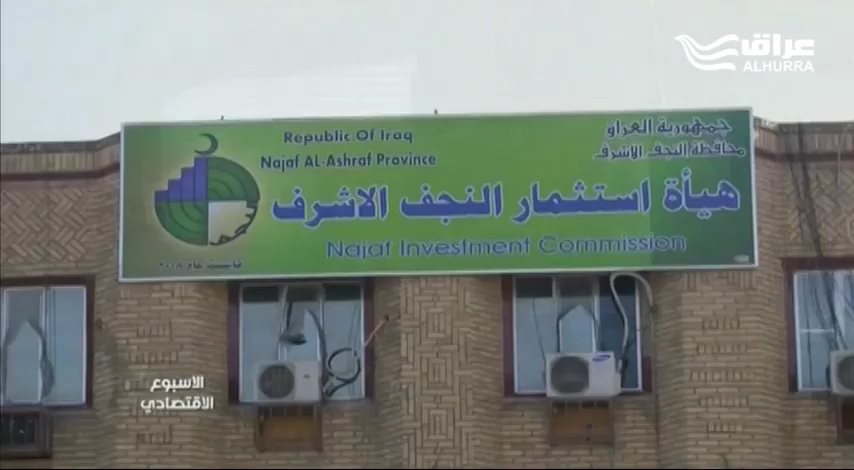 عراق
ALHURRA
Republic Of Iraq
Najaf AL-Ashraf Province
جمهورية العراق
محافظة النجف الاشرف
هيأة استثمار النجف الاشرف
Najaf Investment Commission
الاسبوع
الاقتصادي